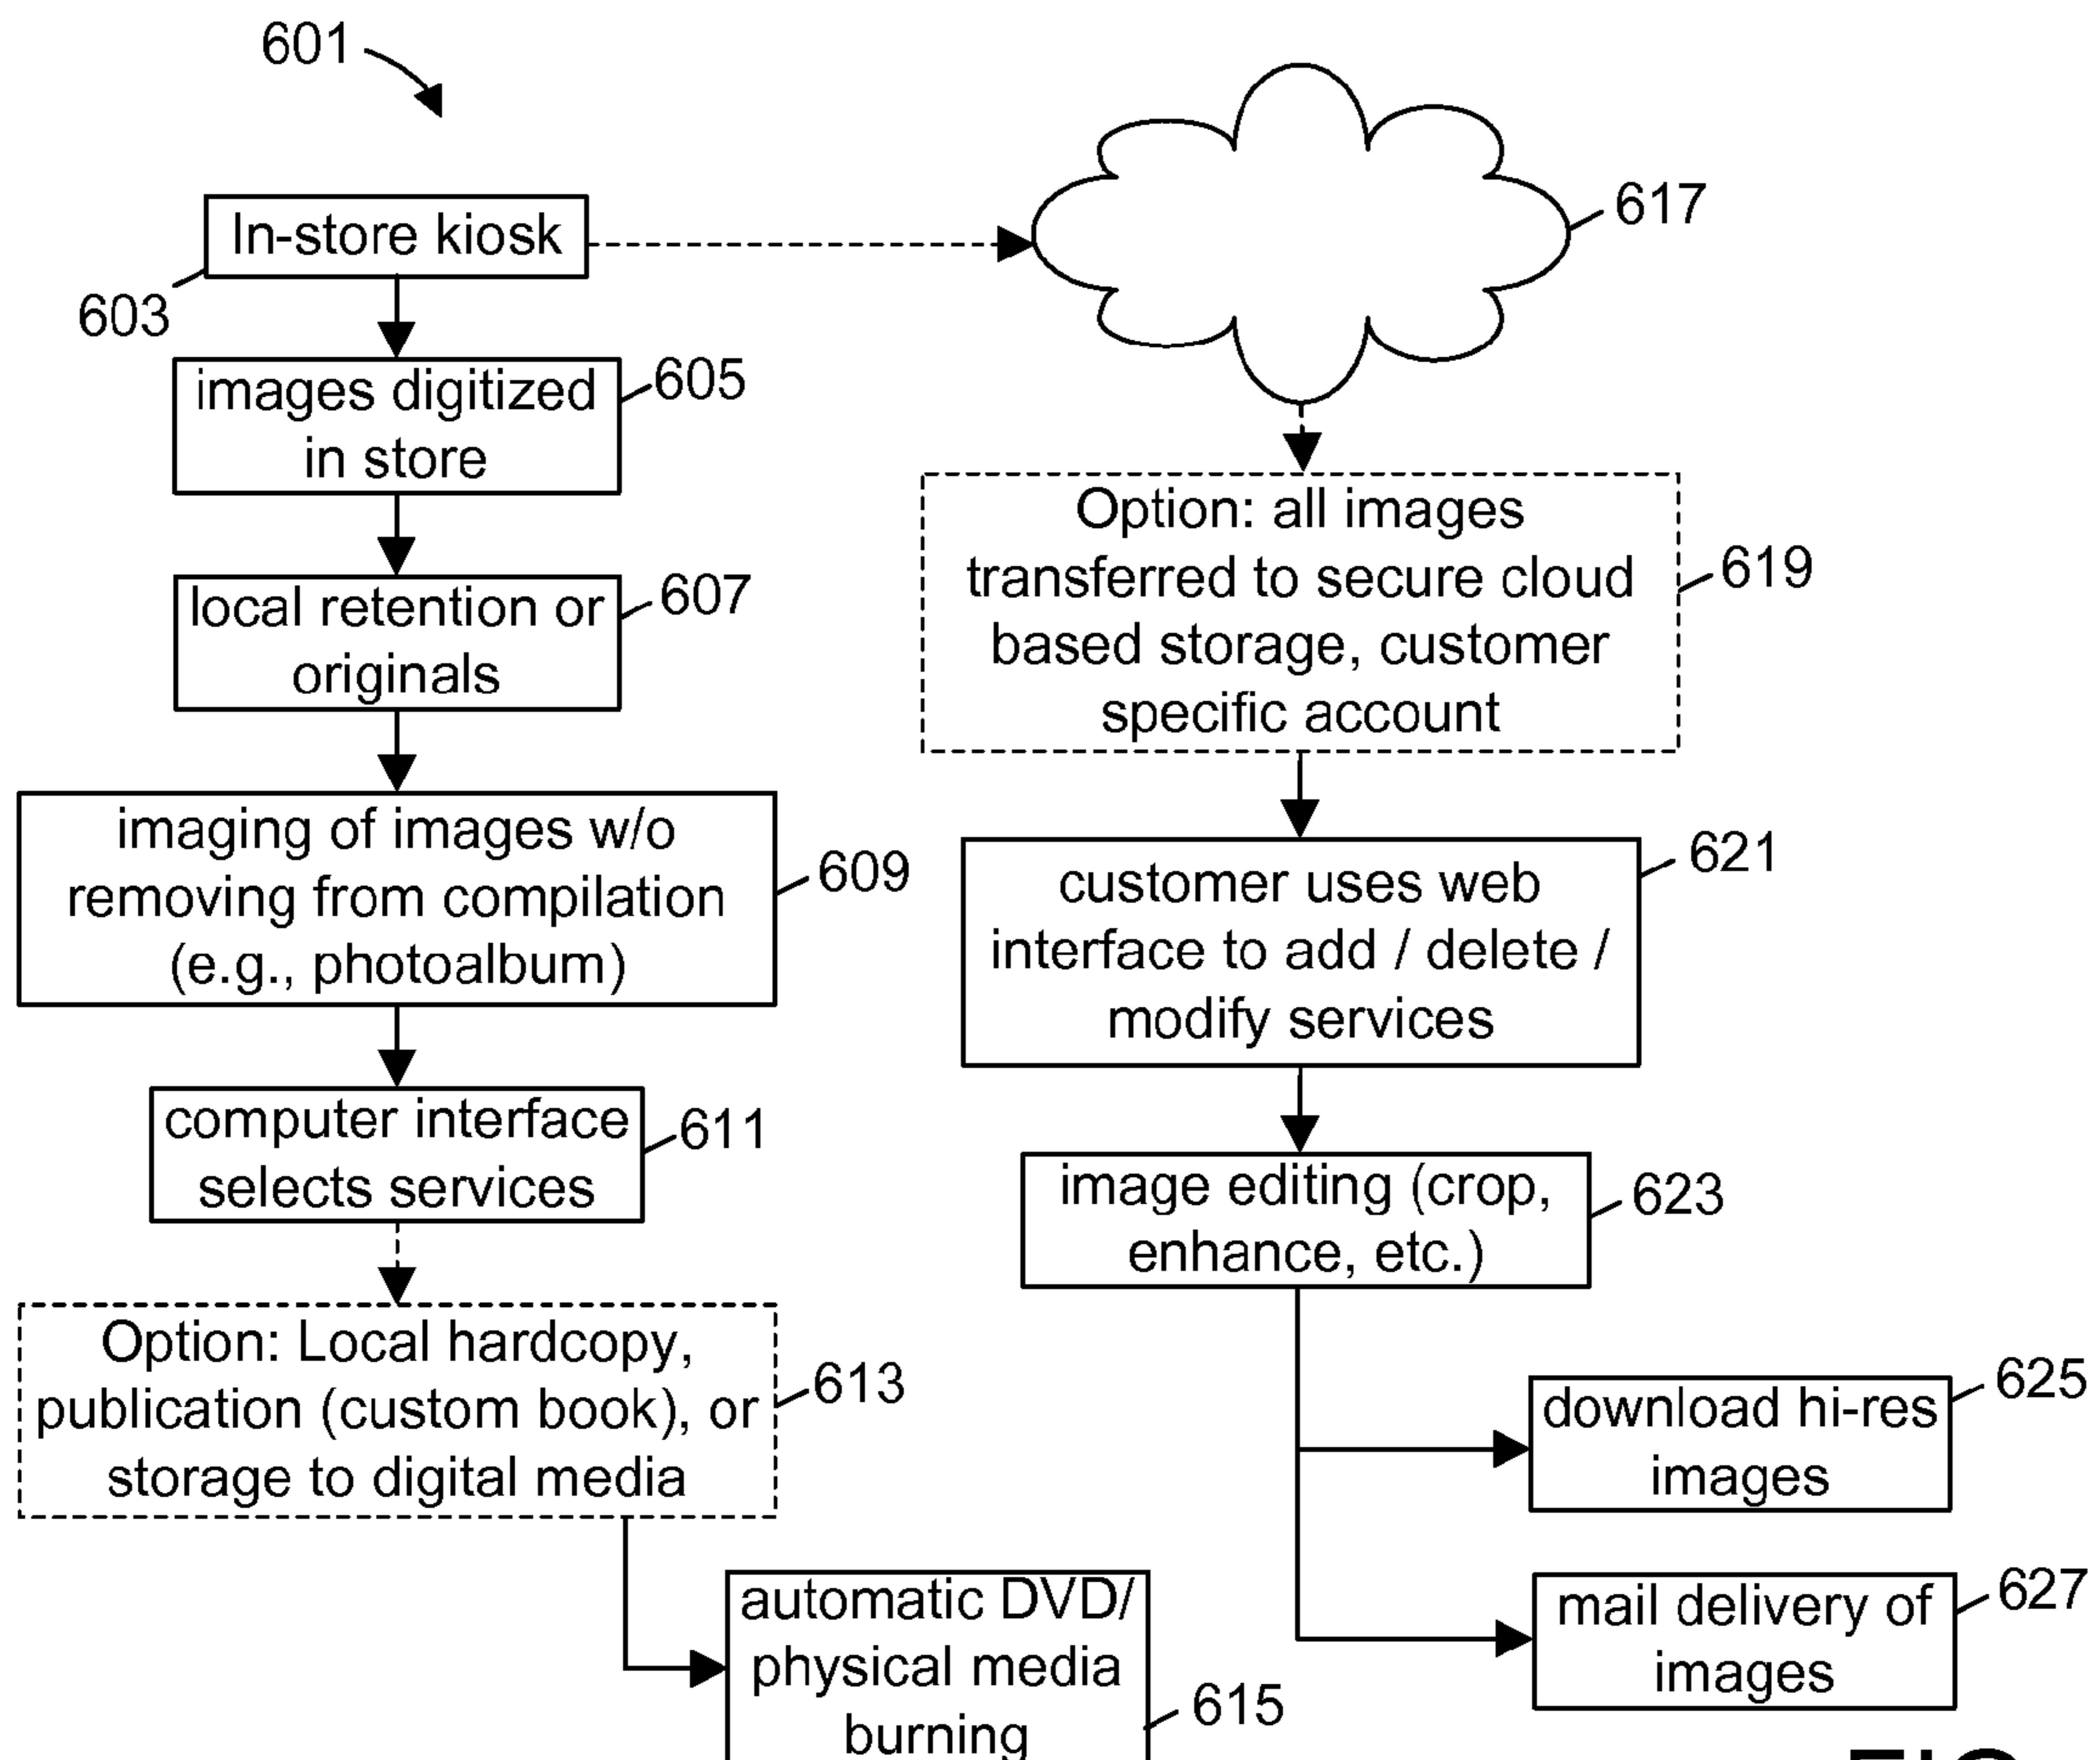 601
In-store kiosk
603
images digitized
in store
605
local retention or
originals
607
imaging of images w/o
removing from compilation
(e.g., photoalbum)
609
computer interface
selects services
611
Option: Local hardcopy,
publication (custom book), or
storage to digital media
613
automatic DVD/
physical media
burning
615
617
Option: all images
transferred to secure cloud
based storage, customer
specific account
619
customer uses web
interface to add / delete /
modify services
621
image editing (crop,
enhance, etc.)
623
download hi-res
images
625
mail delivery of
images
627